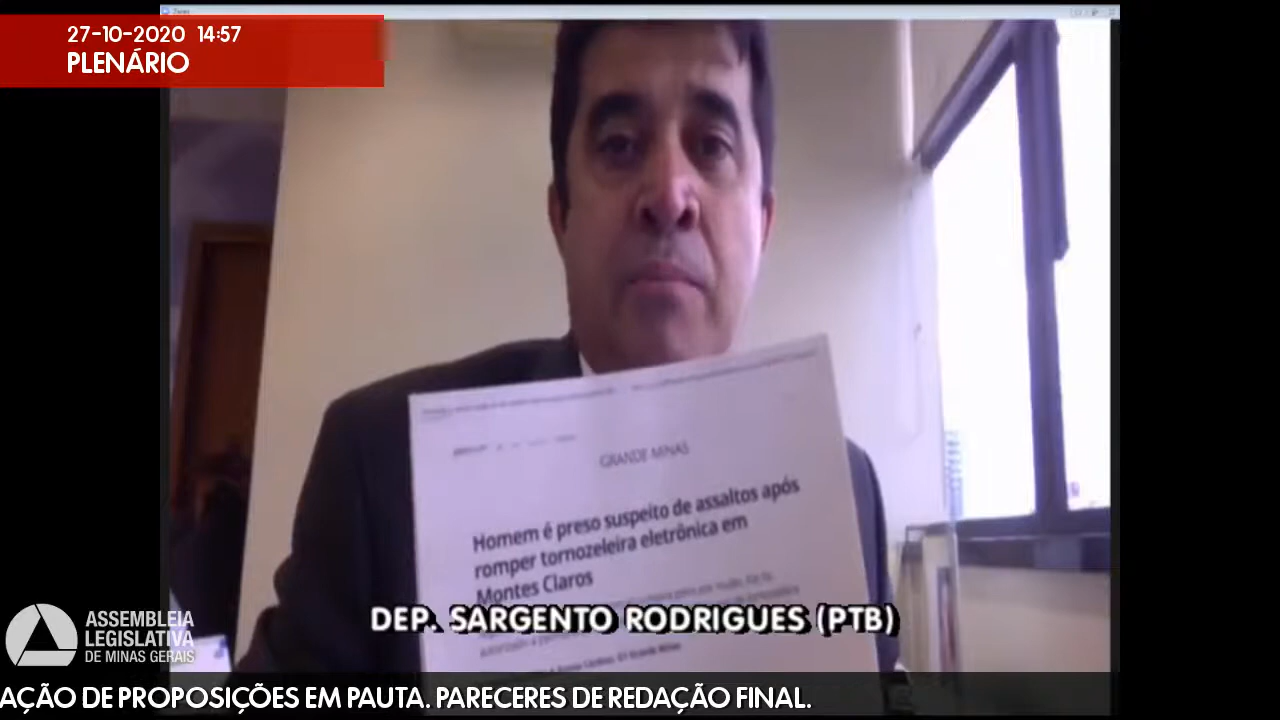 27-10-2020 14:57
PLENÁRIO
GRANDE MINAS
Homem é preso suspeito de assaltos após
romper tornozeleira eletrônica em
Montes Claros
DEP. SARGENTO RODRIGUES (PTB)
ASSEMBLEIA
LEGISLATIVA
DE MINAS GERAIS
AÇÃO DE PROPOSIÇÕES EM PAUTA. PARECERES DE REDAÇÃO FINAL.